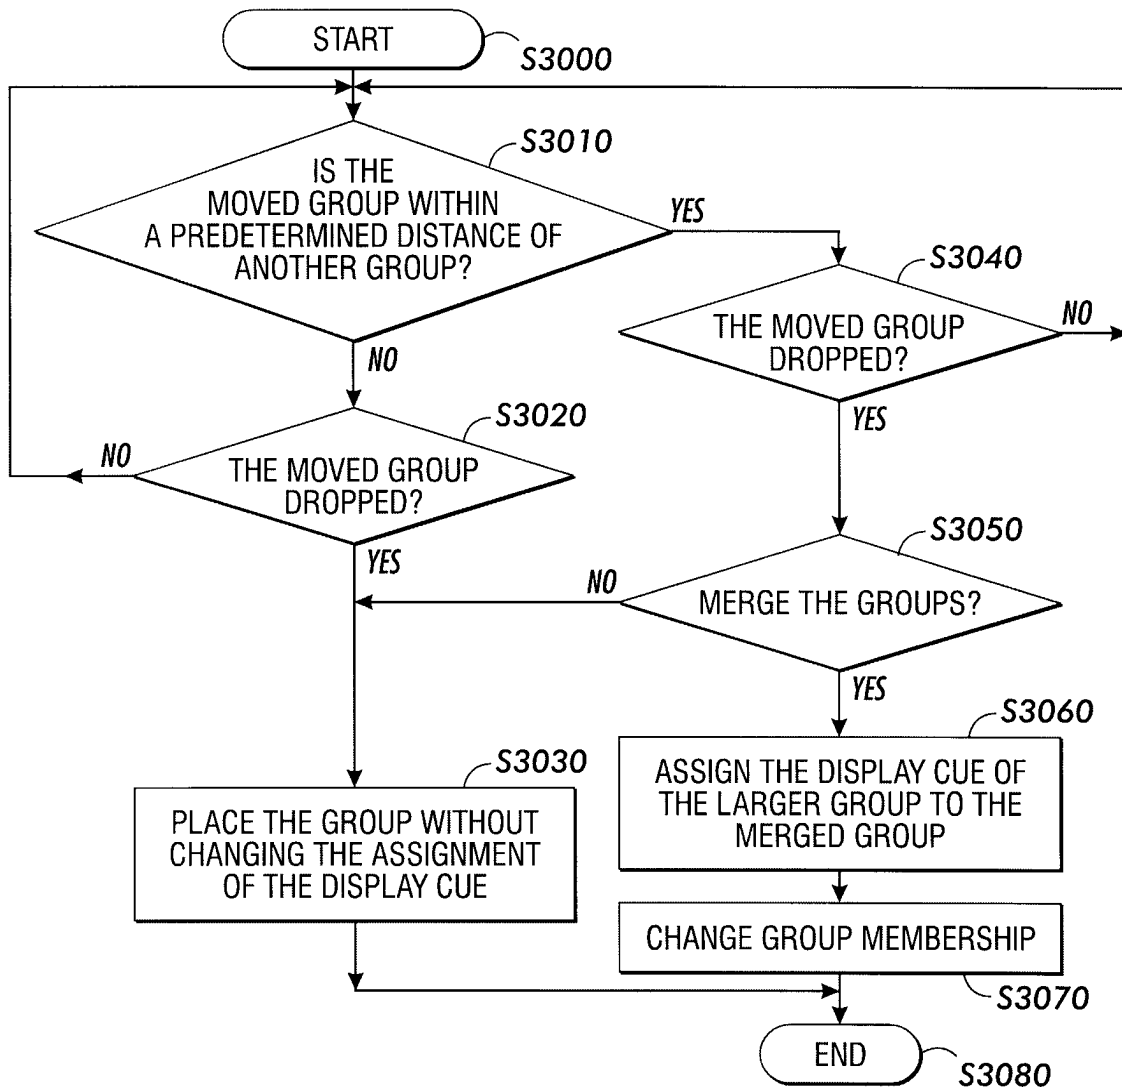 START
S3000
S3010
IS THE
MOVED GROUP WITHIN
A PREDETERMINED DISTANCE OF
ANOTHER GROUP?
YES
NO
S3040
THE MOVED GROUP
DROPPED?
NO
YES
S3020
THE MOVED GROUP
DROPPED?
NO
YES
S3050
MERGE THE GROUPS?
NO
YES
S3030
PLACE THE GROUP WITHOUT
CHANGING THE ASSIGNMENT
OF THE DISPLAY CUE
S3060
ASSIGN THE DISPLAY CUE OF
THE LARGER GROUP TO THE
MERGED GROUP
CHANGE GROUP MEMBERSHIP
S3070
END
S3080